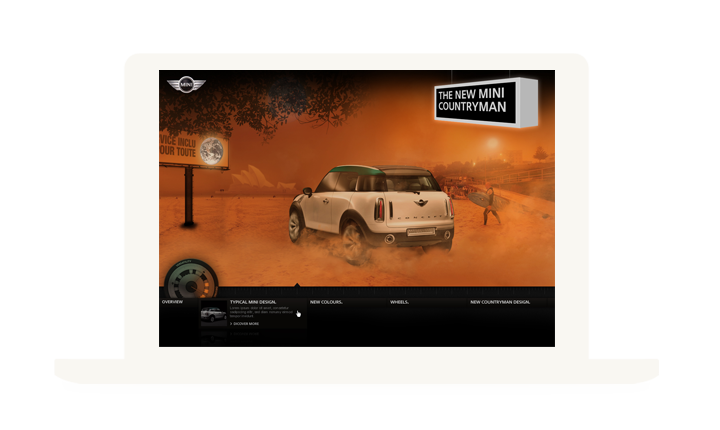 MINI
THE NEW MINI
COUNTRYMAN
VICE INCLU
OUR TOUTE
COUNTRYMAN
OVERVIEW
TYPICAL MINI DESIGN.
DISCOVER MORE
NEW COLOURS.
WHEELS.
NEW COUNTRYMAN DESIGN.